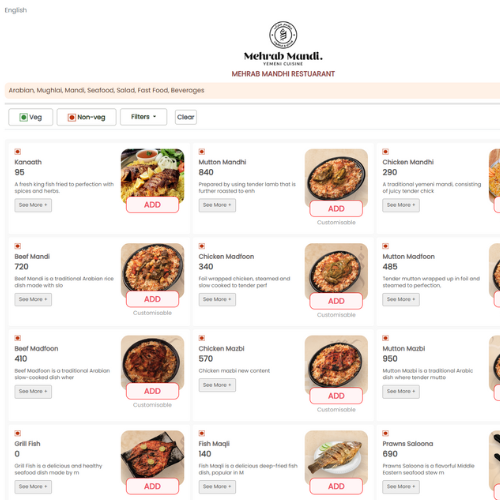 English
Mehrab Mandi.
YEMENI CUISINE
MEHRAB MANDHI RESTUARANT
Arabian, Mughlai, Mandi, Seafood, Salad, Fast Food, Beverages
Veg
Non-veg
Filters
Clear
Kanaath
95
A fresh king fish fried to perfection with
spices and herbs.
See More +
ADD
Mutton Mandhi
840
Prepared by using tender lamb that is
further roasted to enh
See More +
ADD
Customisable
Chicken Mandhi
290
A traditional yemeni mandi, consisting
of juicy tender chick
See More +
Beef Mandi
720
Beef Mandi is a traditional Arabian rice
dish made with slo
See More +
ADD
Customisable
Chicken Madfoon
340
Foil wrapped chicken, steamed and
slow cooked to tender perf
See More +
ADD
Customisable
Mutton Madfoon
485
Tender mutton wrapped up in foil and
steamed to perfection,
See More +
Beef Madfoon
410
Beef Madfoon is a traditional Arabian
slow-cooked dish wher
See More +
ADD
Customisable
Chicken Mazbi
570
Chicken mazbi new content
See More +
ADD
Customisable
Mutton Mazbi
950
Mutton Mazbi is a traditional Arabic
dish where tender mutto
See More +
Grill Fish
0
Grill Fish is a delicious and healthy
seafood dish made by m
See More +
ADD
Fish Maqli
140
Fish Maqli is a delicious deep-fried fish
dish, popular in M
See More +
ADD
Prawns Saloona
690
Prawns Saloona is a flavorful Middle
Eastern seafood stew m
See More +